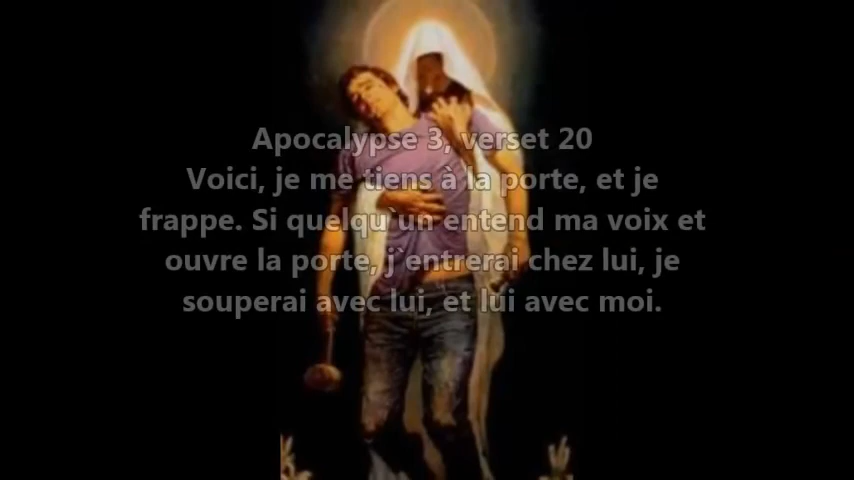 Apocalypse 3, verset 20
Voici, je me tiens à la porte, et je
frappe. Si quelqu`un entend ma voix et
ouvre la porte, j`entrerai chez lui, je
souperai avec lui, et lui avec moi.